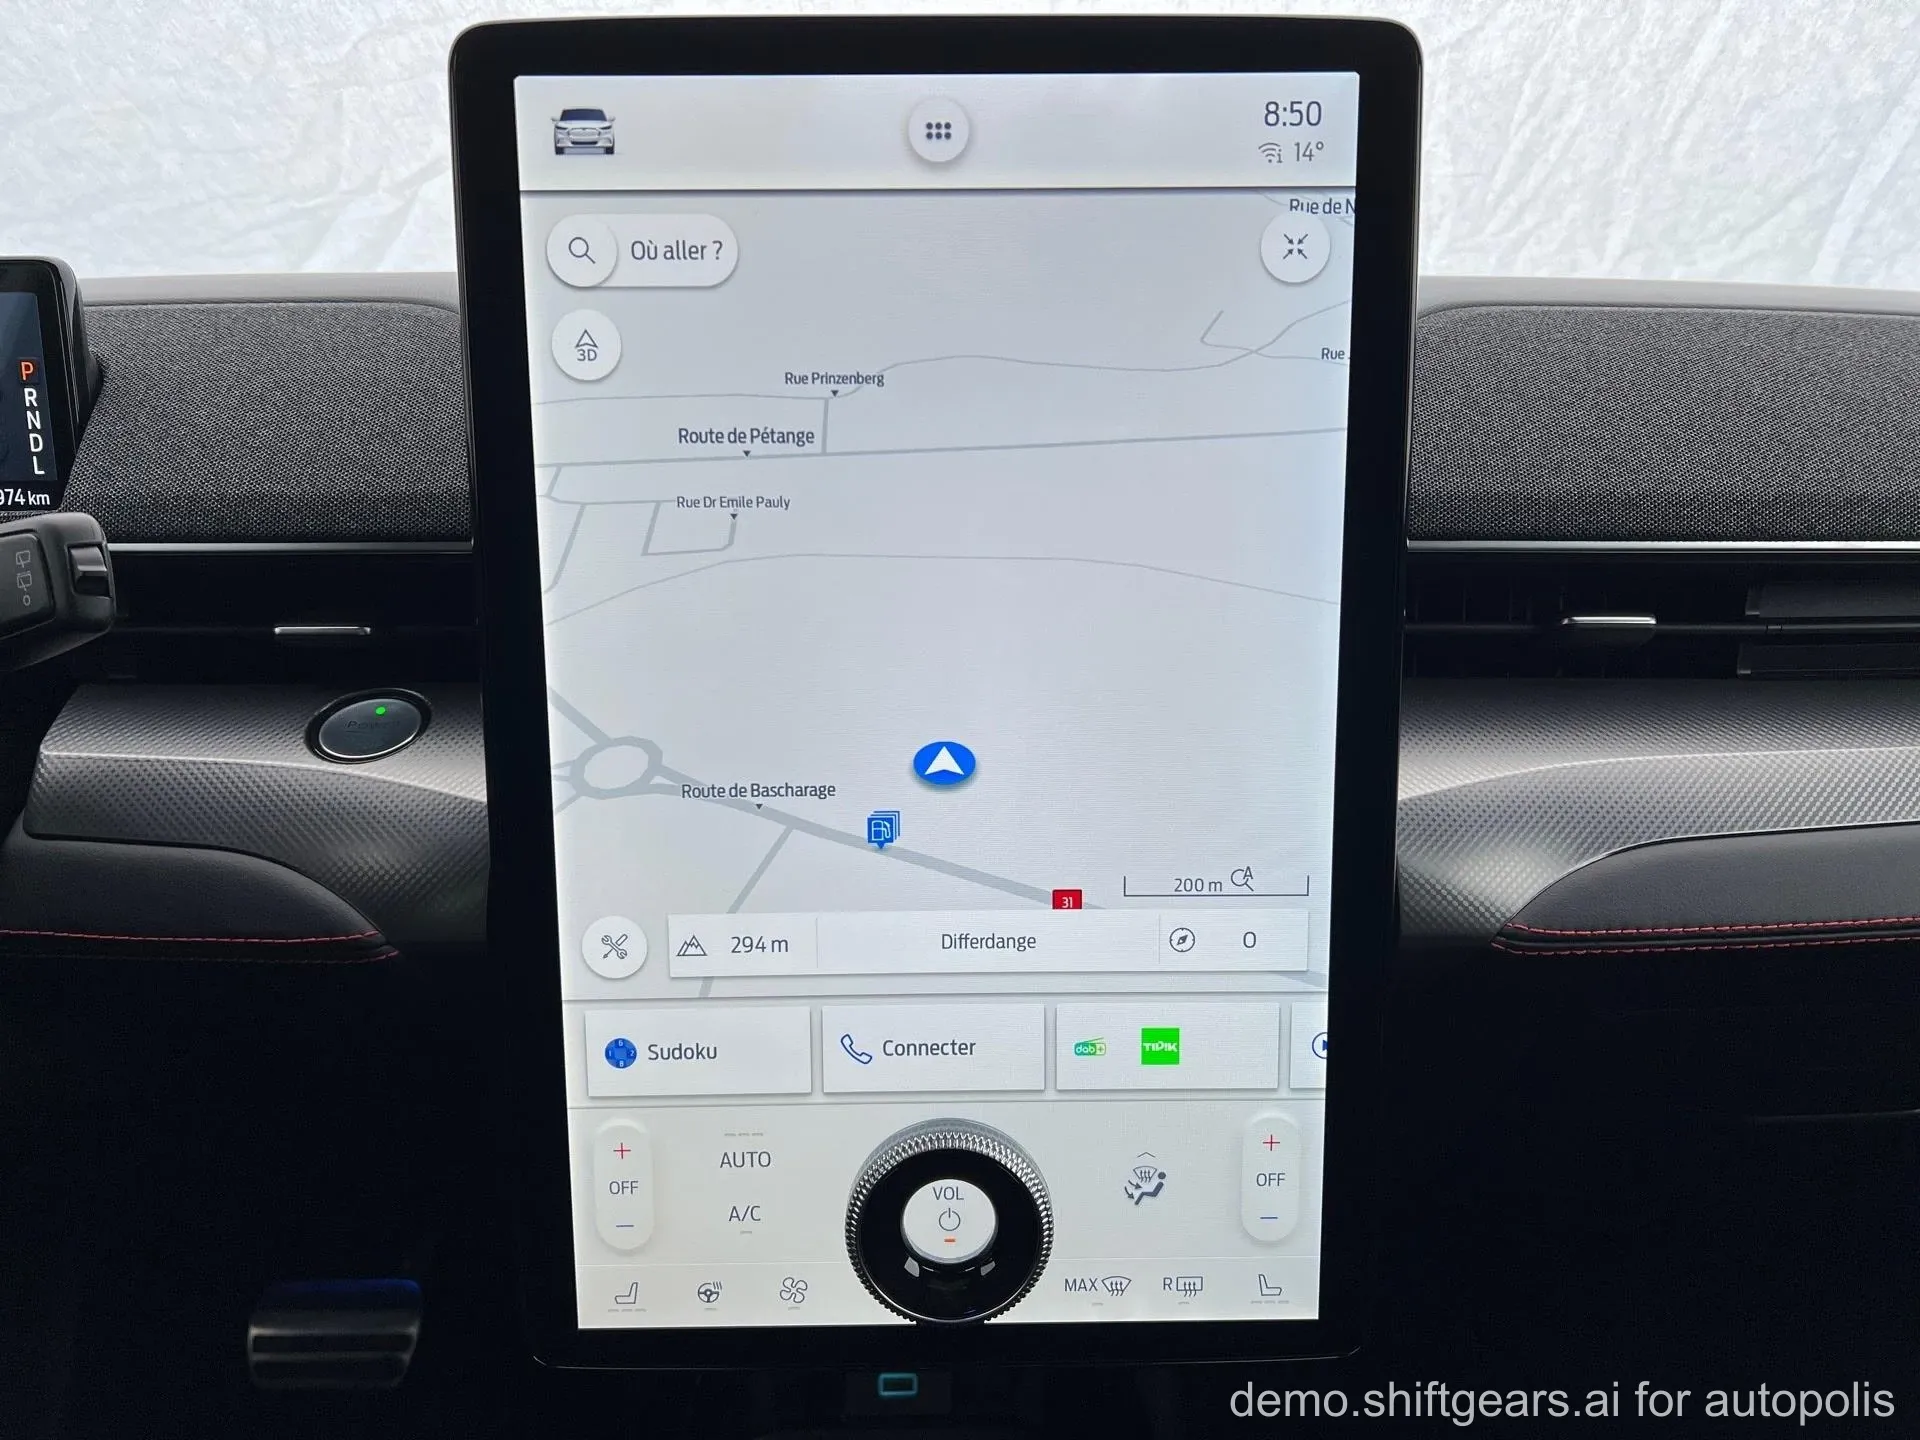 8:50
14°
Rue de N
Où aller ?
3D
Rue
Rue Prinzenberg
Route de Pétange
Rue Dr Emile Pauly
P
R
N
D
L
974 km
Power
Route de Bascharage
31
200 m
294 m
Differdange
0
Sudoku
Connecter
dab+
TIPIK
OFF
AUTO
A/C
VOL
OFF
MAX
R
demo.shiftgears.ai for autopolis